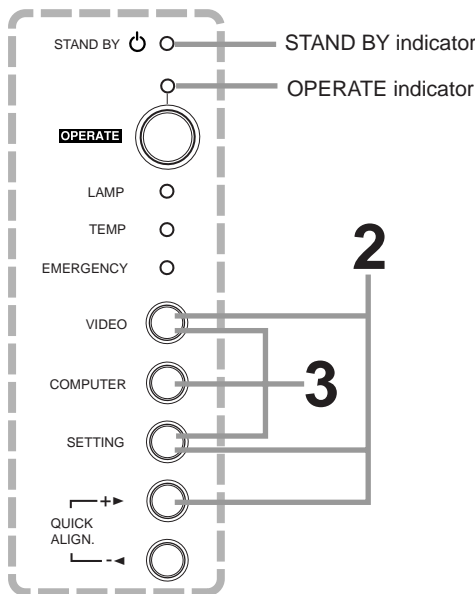 STAND BY
STAND BY indicator
OPERATE indicator
OPERATE
LAMP
TEMP
EMERGENCY
2
VIDEO
COMPUTER
3
SETTING
+►
QUICK
ALIGN.
-◄